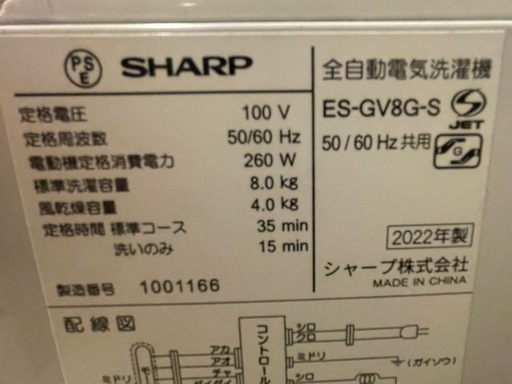 PSE SHARP
定格電圧 100 V
定格周波数 50/60 Hz
電動機定格消費電力 260 W
標準洗濯容量 8.0 kg
風乾燥容量 4.0 kg
定格時間 標準コース 35 min
洗いのみ 15 min
製造番号 1001166
全自動電気洗濯機
ES-GV8G-S S JET
50/60 Hz 共用 G
2022年製
シャープ株式会社
MADE IN CHINA
配線図
コントロール
アカ
アオ
チャ
ミドリ
シロ
クロ
ミドリ (ガイソウ)
シロ